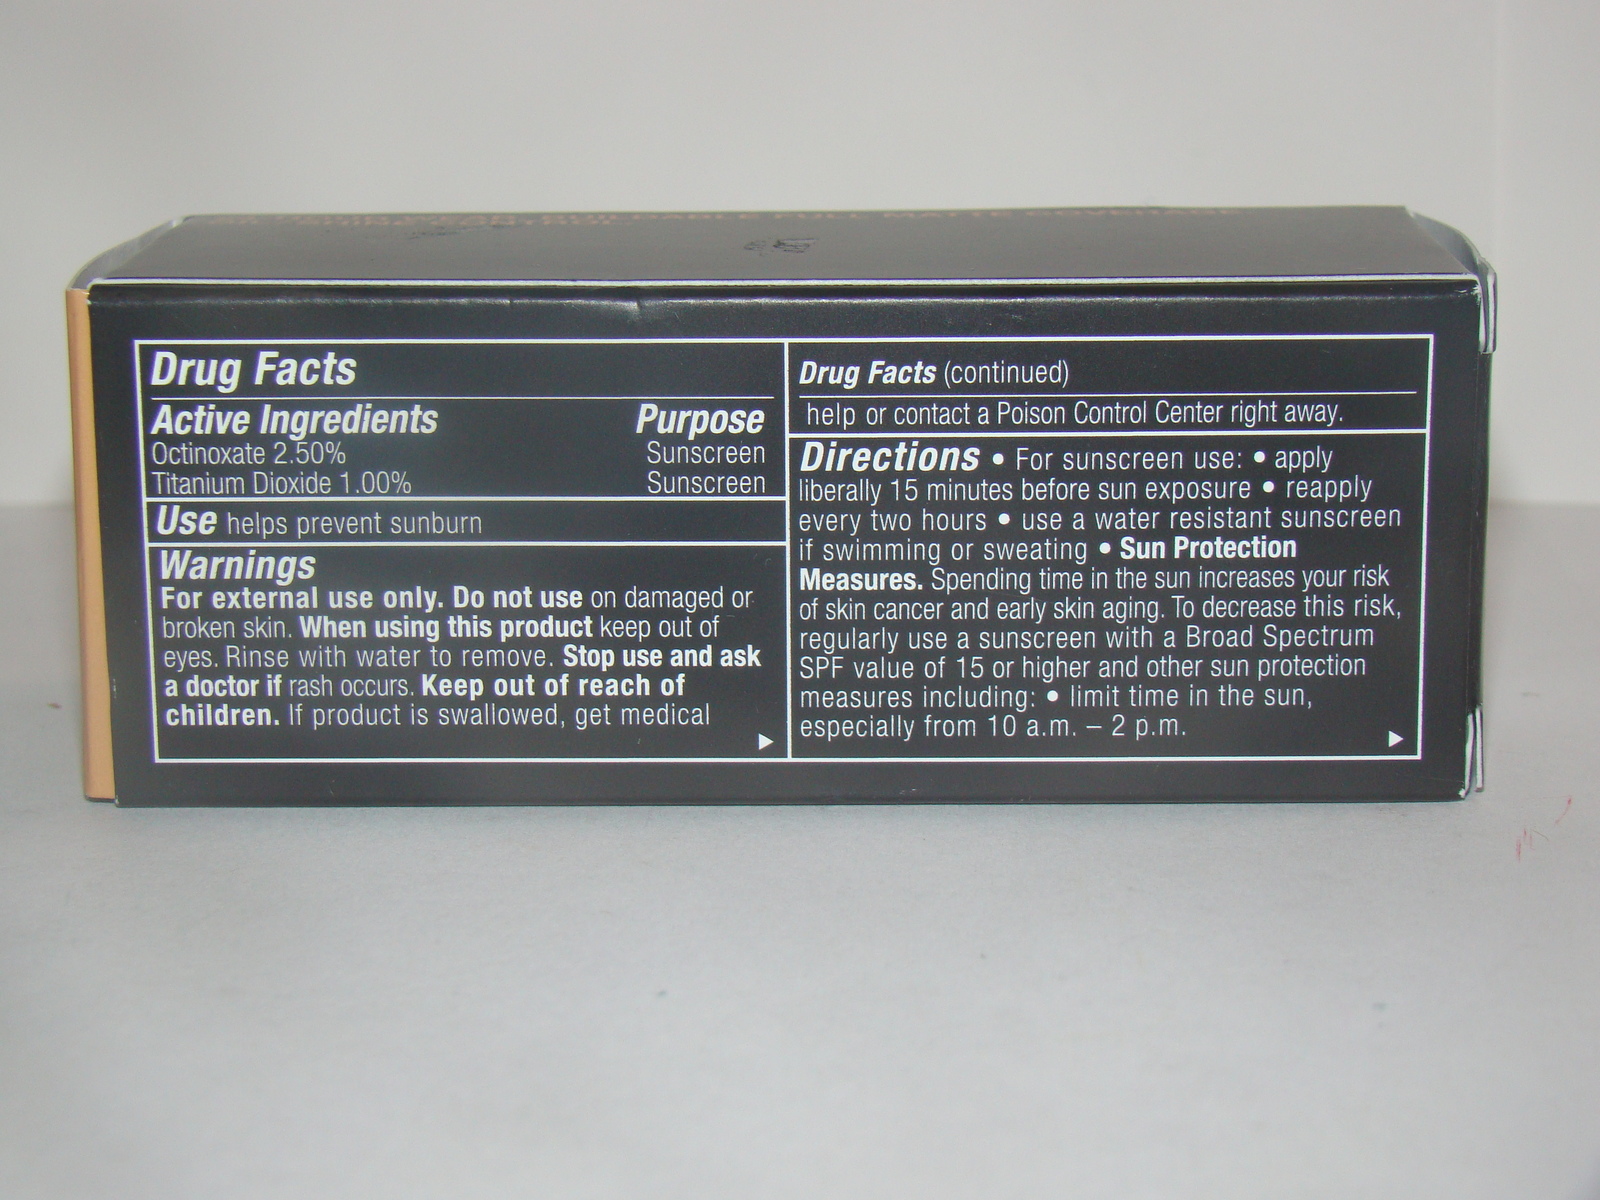 BUILDABLE FULL MATTE COVERAGE
Drug Facts
Active Ingredients Purpose
Octinoxate 2.50% Sunscreen
Titanium Dioxide 1.00% Sunscreen
Use helps prevent sunburn
Warnings
For external use only. Do not use on damaged or
broken skin. When using this product keep out of
eyes. Rinse with water to remove. Stop use and ask
a doctor if rash occurs. Keep out of reach of
children. If product is swallowed, get medical
Drug Facts (continued)
help or contact a Poison Control Center right away.
Directions • For sunscreen use: • apply
liberally 15 minutes before sun exposure • reapply
every two hours • use a water resistant sunscreen
if swimming or sweating • Sun Protection
Measures. Spending time in the sun increases your risk
of skin cancer and early skin aging. To decrease this risk,
regularly use a sunscreen with a Broad Spectrum
SPF value of 15 or higher and other sun protection
measures including: • limit time in the sun,
especially from 10 a.m. – 2 p.m.